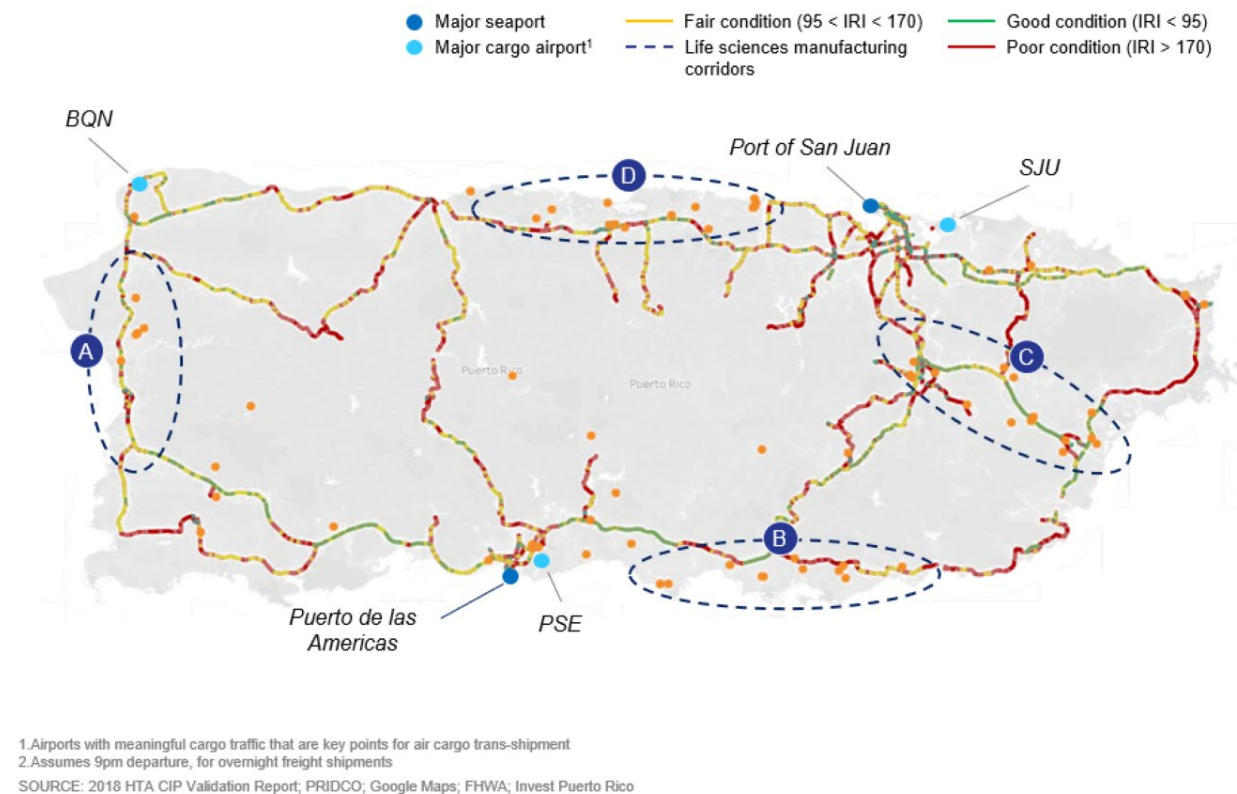 Major seaport
Major cargo airport1
Fair condition (95 < IRI < 170)
Life sciences manufacturing
corridors
Good condition (IRI < 95)
Poor condition (IRI > 170)
BQN
Port of San Juan
SJU
D
A
C
Puerto Rico
Puerto Rico
B
Puerto de las
Americas
PSE
1.Airports with meaningful cargo traffic that are key points for air cargo trans-shipment
2.Assumes 9pm departure, for overnight freight shipments
SOURCE: 2018 HTA CIP Validation Report; PRIDCO; Google Maps; FHWA; Invest Puerto Rico